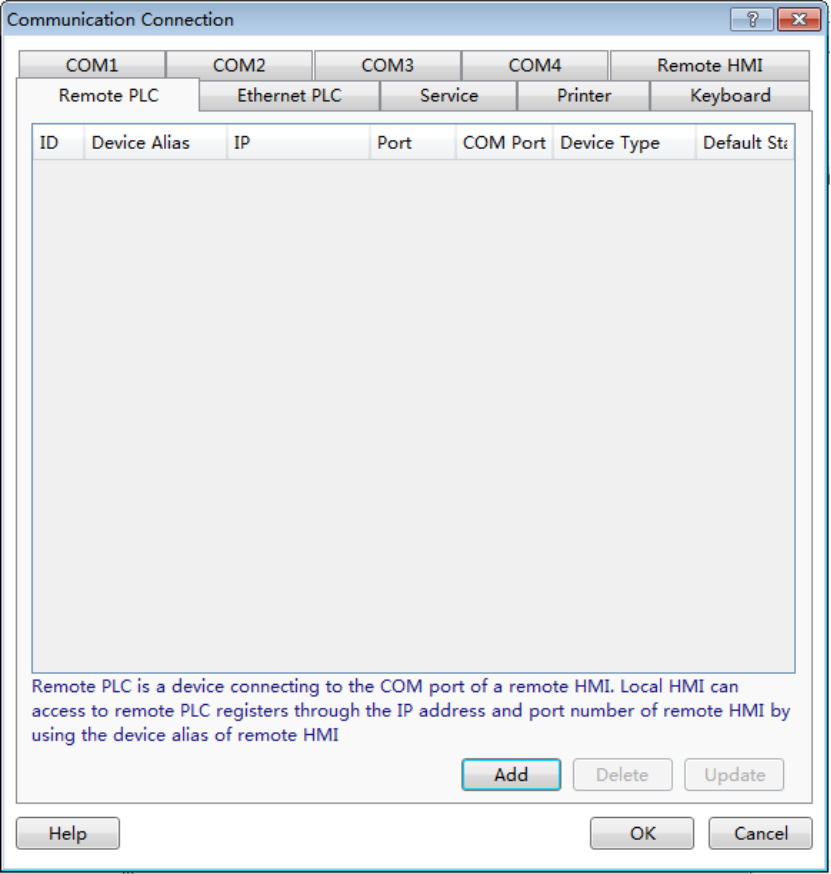 Communication Connection
?
COM1 COM2 COM3 COM4 Remote HMI
Remote PLC Ethernet PLC Service Printer Keyboard
ID Device Alias IP Port COM Port Device Type Default Sta
Remote PLC is a device connecting to the COM port of a remote HMI. Local HMI can
access to remote PLC registers through the IP address and port number of remote HMI by
using the device alias of remote HMI
Add Delete Update
Help OK Cancel